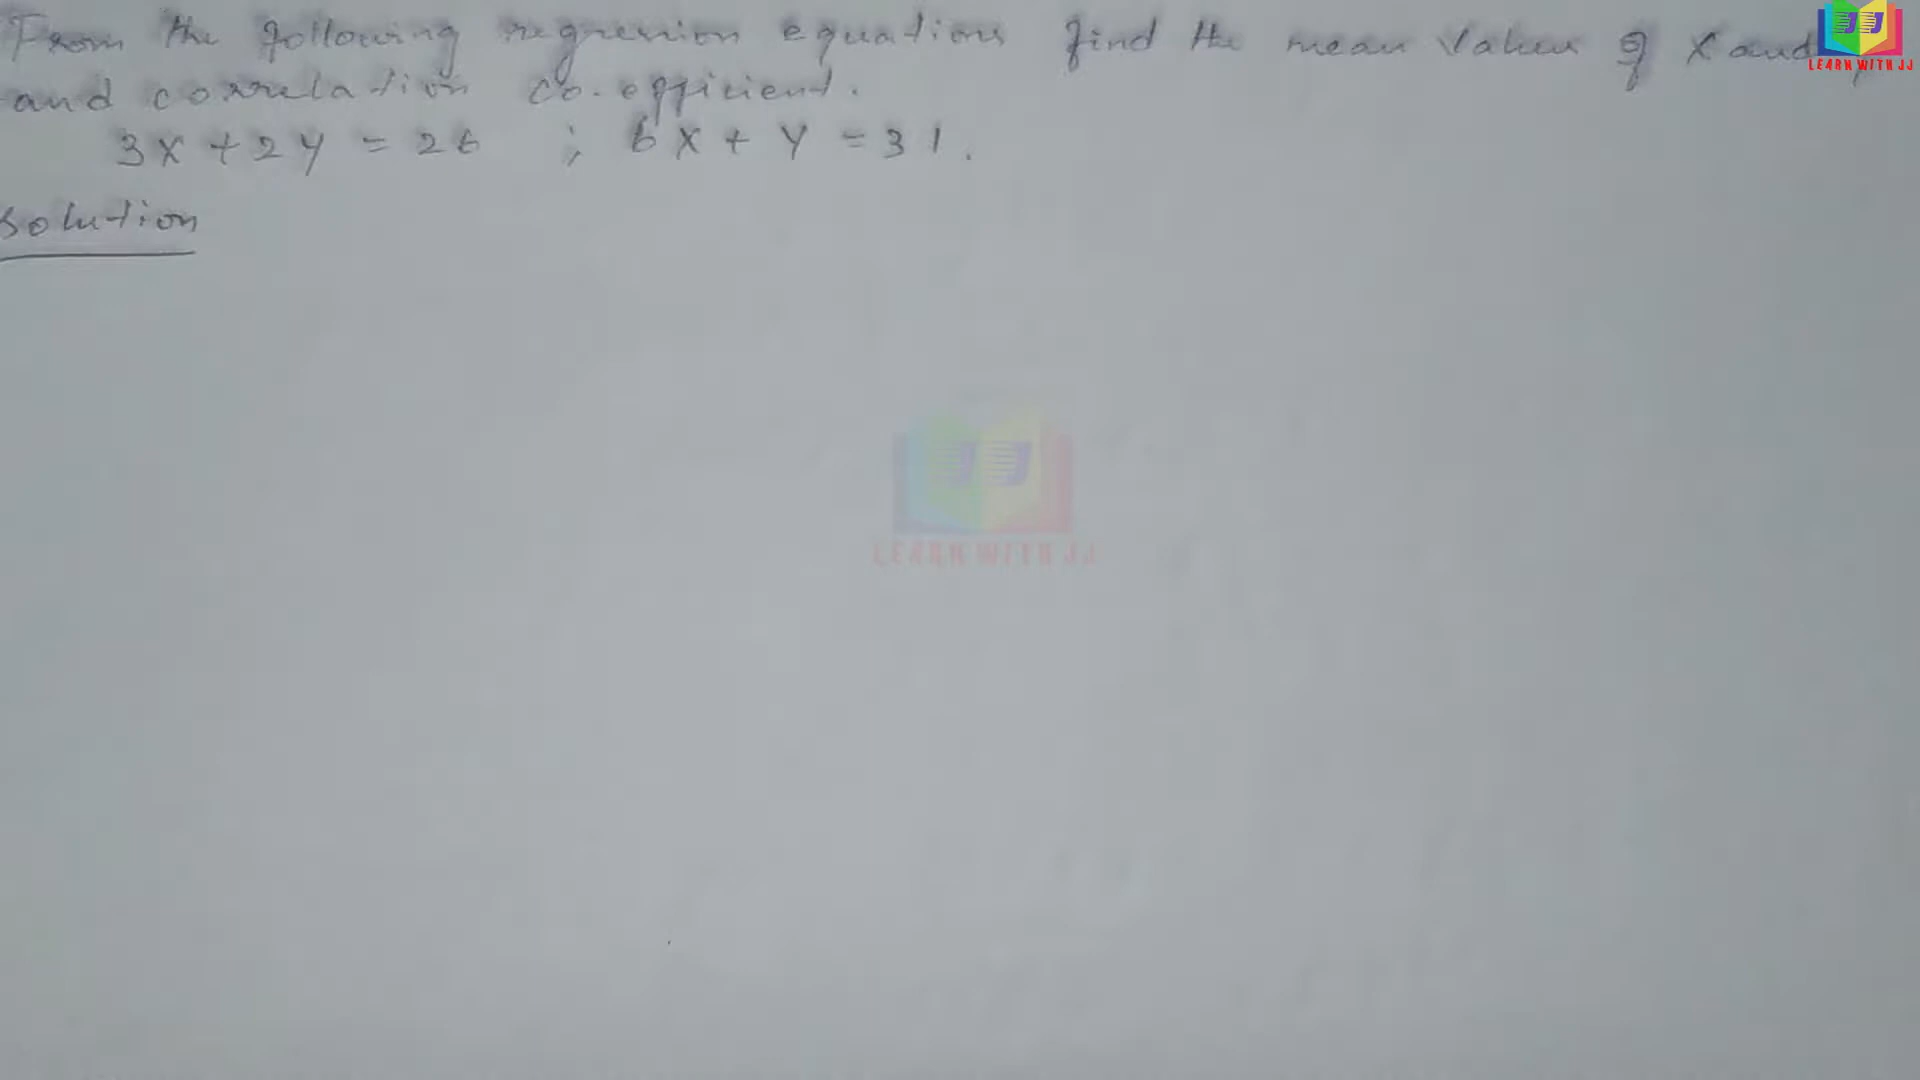 From the following regression equations find the mean values of X and
and correlation co-efficient.
3X + 2Y = 26 ; 6X + Y = 31.
Solution
LEARN WITH JJ
LEARN WITH JJ